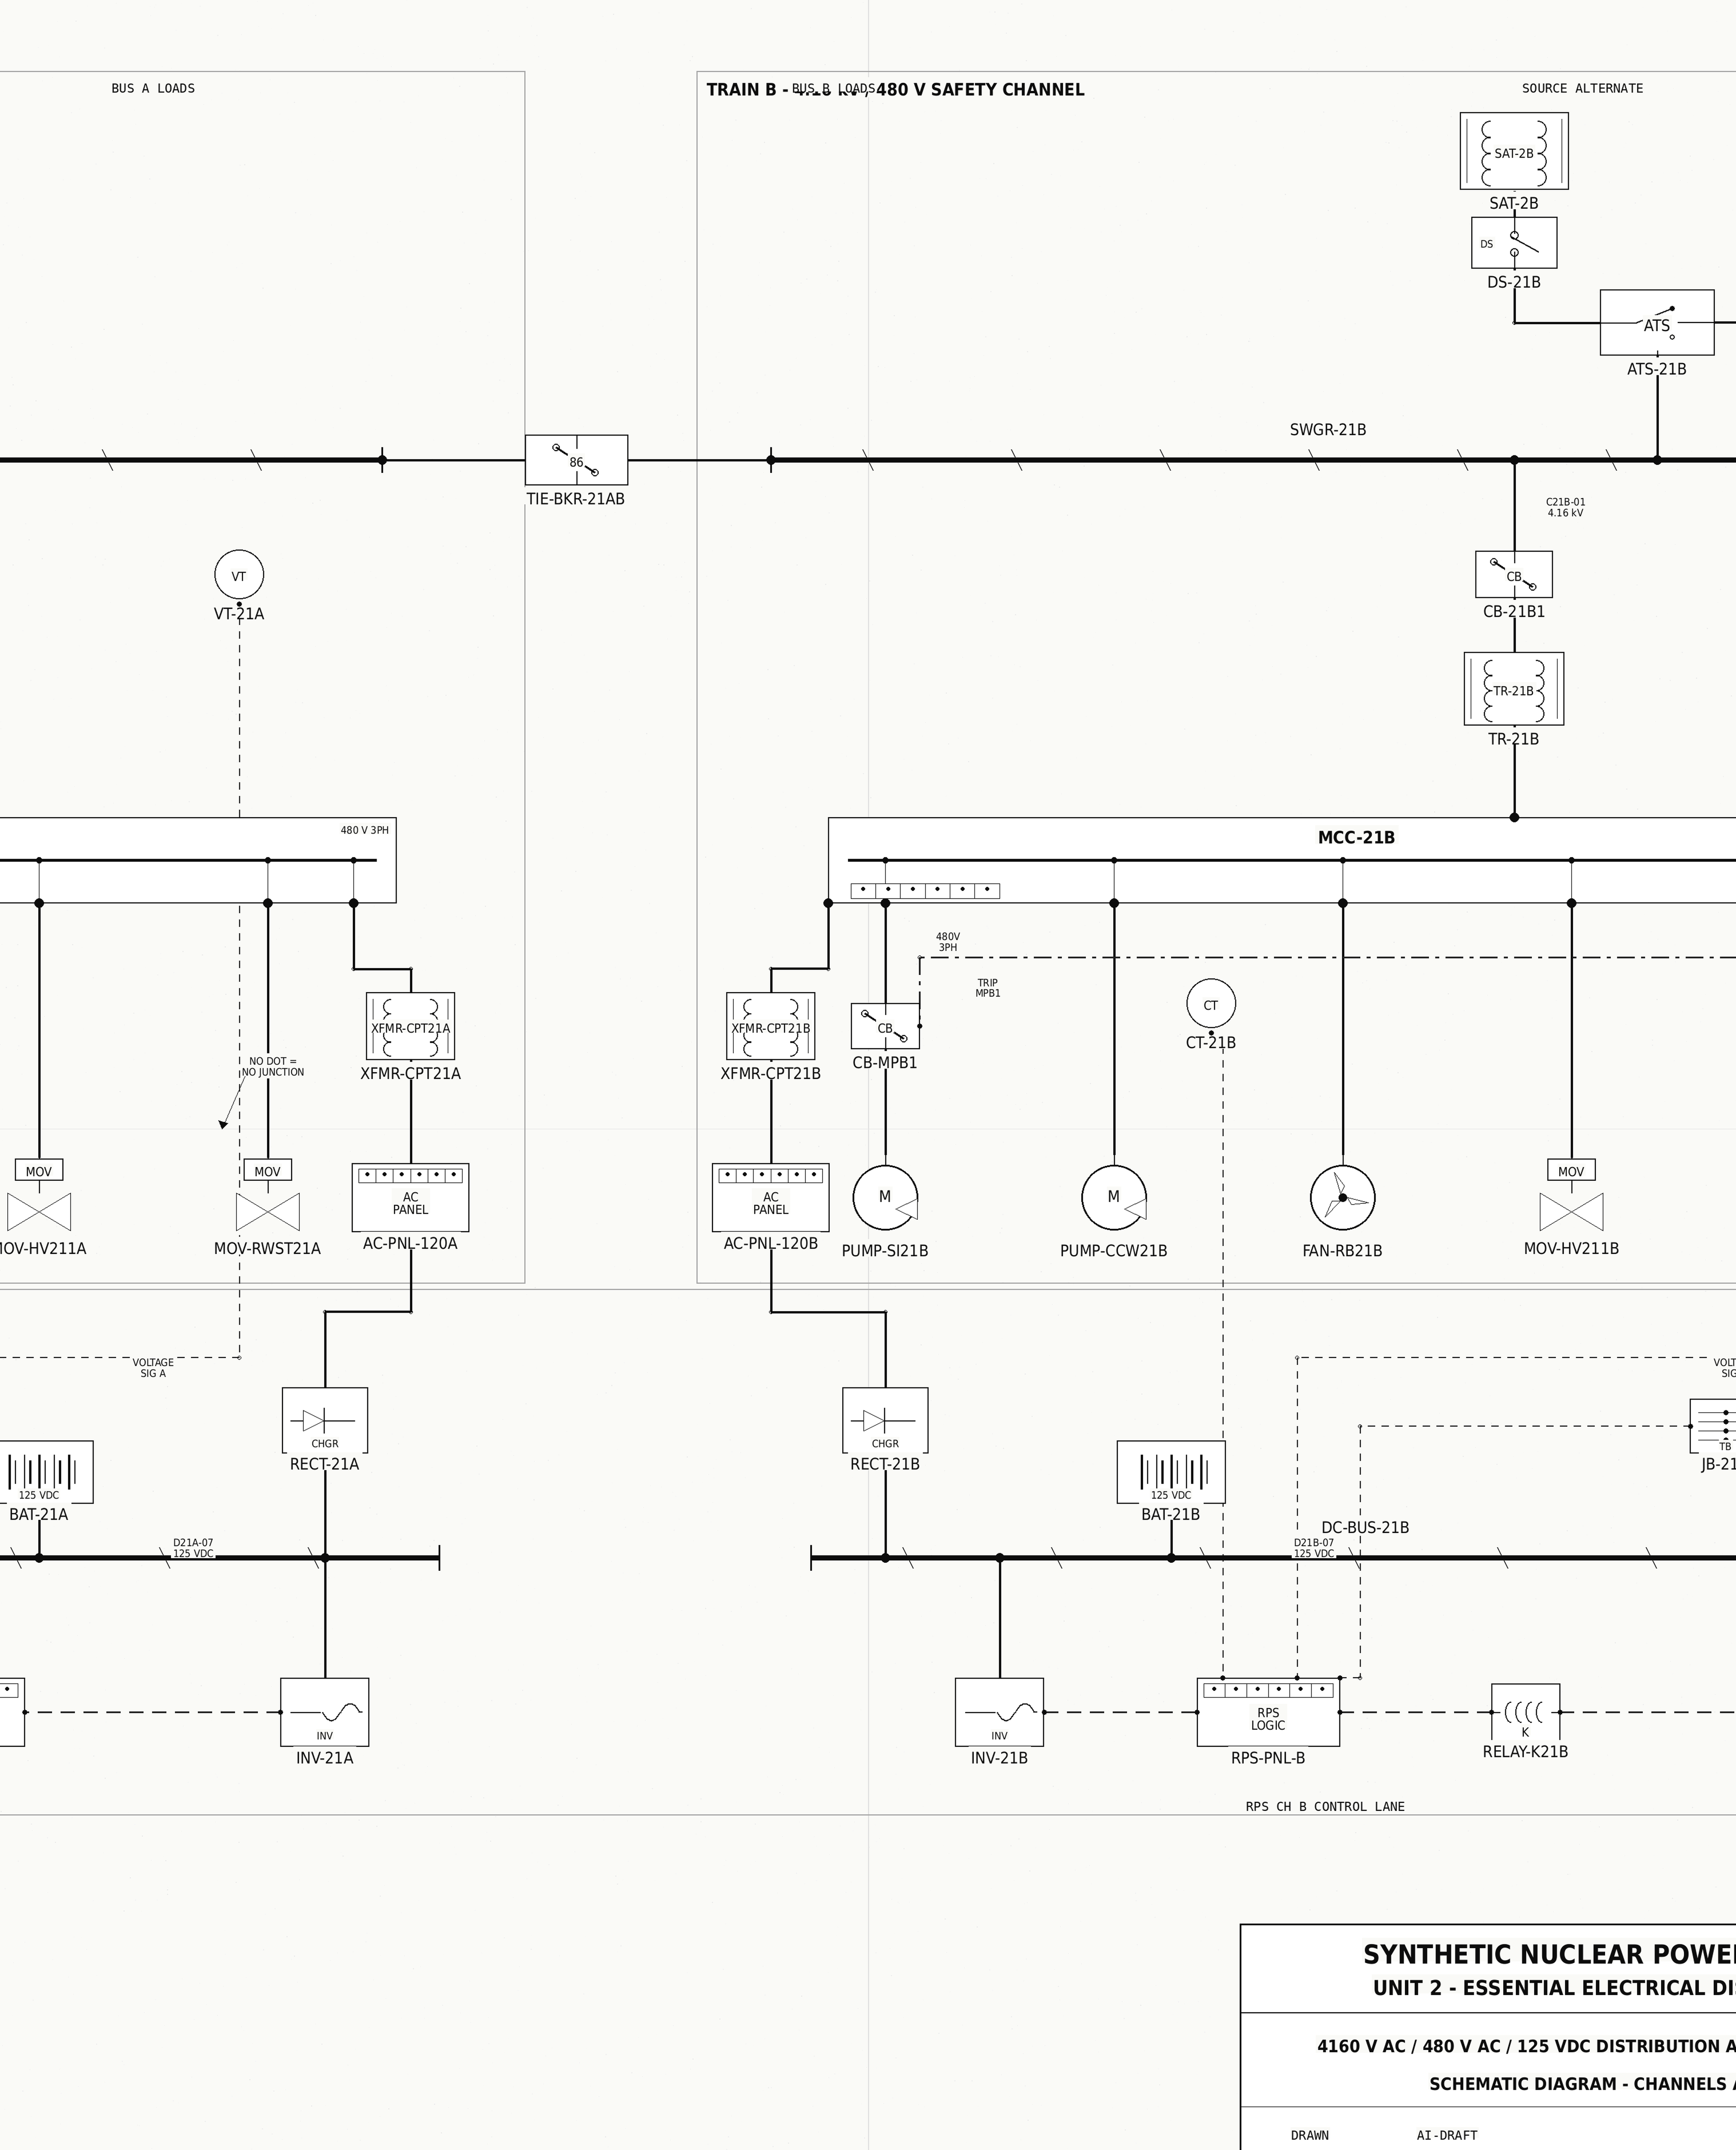 BUS A LOADS
TRAIN B -
BUS B LOADS
480 V SAFETY CHANNEL
SOURCE ALTERNATE
SAT-2B
SAT-2B
DS
DS-21B
ATS
ATS-21B
SWGR-21B
86
TIE-BKR-21AB
C21B-01
4.16 kV
VT
VT-21A
CB
CB-21B1
TR-21B
TR-21B
480 V 3PH
MCC-21B
480V
3PH
TRIP
MPB1
CT
CT-21B
XFMR-CPT21A
XFMR-CPT21A
XFMR-CPT21B
XFMR-CPT21B
CB
CB-MPB1
NO DOT =
NO JUNCTION
MOV
MOV-HV211A
MOV
MOV-RWST21A
AC
PANEL
AC-PNL-120A
AC
PANEL
AC-PNL-120B
M
PUMP-SI21B
M
PUMP-CCW21B
FAN-RB21B
MOV
MOV-HV211B
VOLTAGE
SIG A
VOLT
SIG
CHGR
RECT-21A
CHGR
RECT-21B
125 VDC
BAT-21A
125 VDC
BAT-21B
TB
JB-21
D21A-07
125 VDC
DC-BUS-21B
D21B-07
125 VDC
INV
INV-21A
INV
INV-21B
RPS
LOGIC
RPS-PNL-B
K
RELAY-K21B
RPS CH B CONTROL LANE
SYNTHETIC NUCLEAR POWE
UNIT 2 - ESSENTIAL ELECTRICAL DI
4160 V AC / 480 V AC / 125 VDC DISTRIBUTION A
SCHEMATIC DIAGRAM - CHANNELS
DRAWN AI-DRAFT